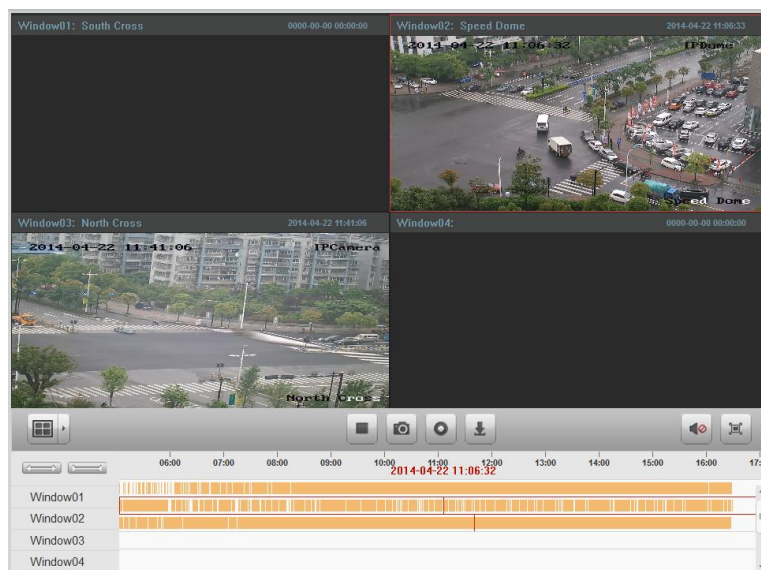 Window01: South Cross 0000-00-00 00:00:00
Window02: Speed Dome 2014-04-22 11:06:33
2014-04-22 11:06:32 IPDome
Speed Dome
Window03: North Cross 2014-04-22 11:41:06
2014-04-22 11:41:06 IPCamera
North Cros
Window04: 0000-00-00 00:00:00
06:00 07:00 08:00 09:00 10:00 11:00 12:00 13:00 14:00 15:00 16:00 17:
2014-04-22 11:06:32
Window01
Window02
Window03
Window04